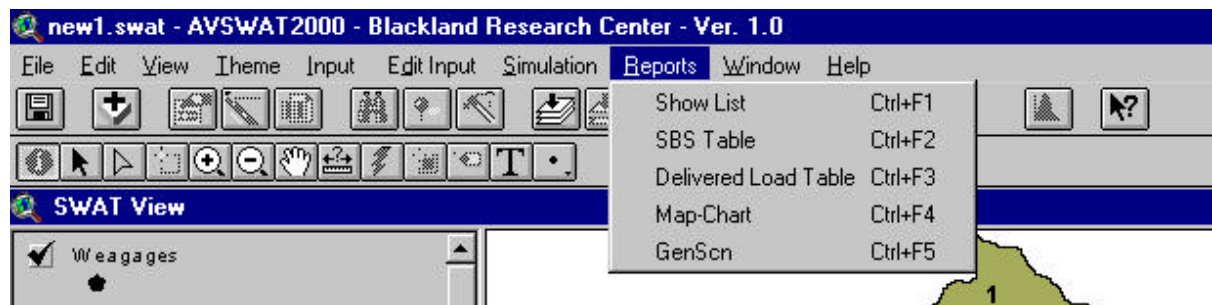 new1.swat - AVSWAT2000 - Blackland Research Center - Ver. 1.0
File Edit View Theme Input Edit Input Simulation Reports Window Help
Show List Ctrl+F1
SBS Table Ctrl+F2
Delivered Load Table Ctrl+F3
Map-Chart Ctrl+F4
GenScn Ctrl+F5
T
SWAT View
Weagages
1